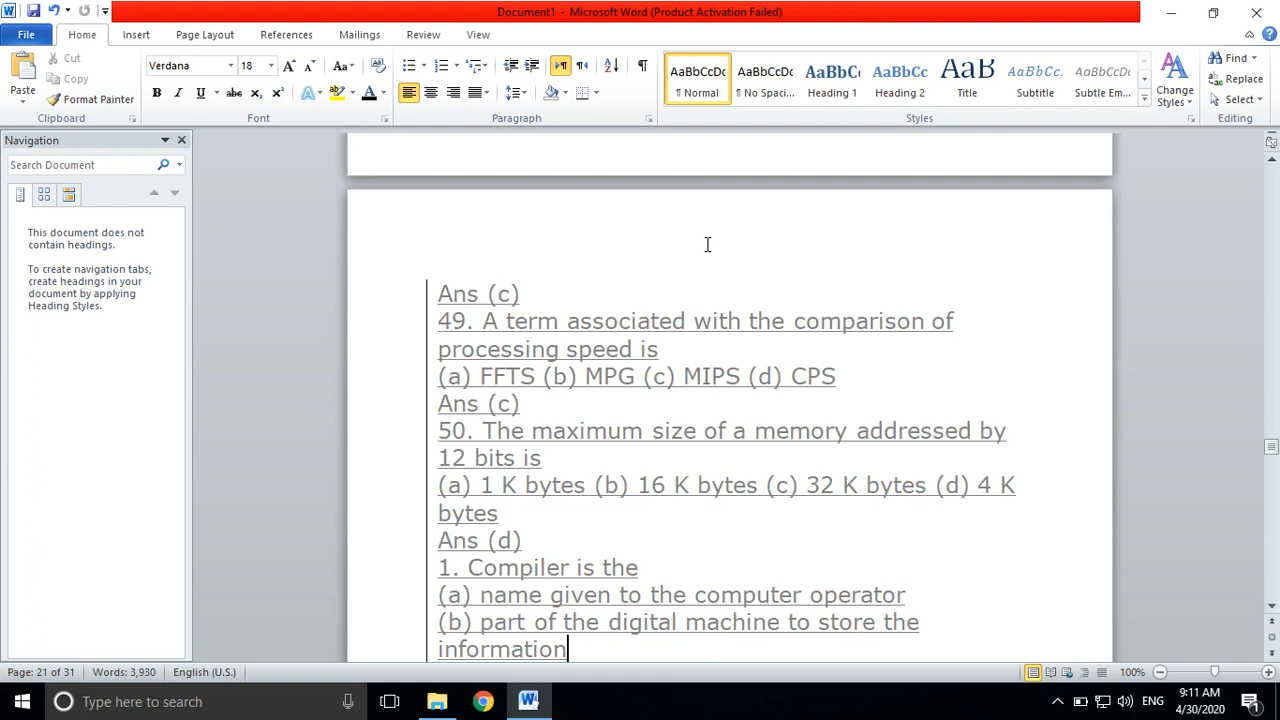 Document1 - Microsoft Word (Product Activation Failed)
File Home Insert Page Layout References Mailings Review View
Paste
Cut
Copy
Format Painter
Clipboard
Verdana 18
Font
Paragraph
AaBbCcDc AaBbCcDc AaBbCc AaBbCc AaB AaBbCc. AaBbCcDc
¶ Normal ¶ No Spaci... Heading 1 Heading 2 Title Subtitle Subtle Em...
Change
Styles
Styles
Find
Replace
Select
Editing
Navigation
Search Document
This document does not
contain headings.
To create navigation tabs,
create headings in your
document by applying
Heading Styles.
Ans (c)
49. A term associated with the comparison of
processing speed is
(a) FFTS (b) MPG (c) MIPS (d) CPS
Ans (c)
50. The maximum size of a memory addressed by
12 bits is
(a) 1 K bytes (b) 16 K bytes (c) 32 K bytes (d) 4 K
bytes
Ans (d)
1. Compiler is the
(a) name given to the computer operator
(b) part of the digital machine to store the
information
Page: 21 of 31 Words: 3,930 English (U.S.) 100%
Type here to search
ENG
9:11 AM
4/30/2020
1